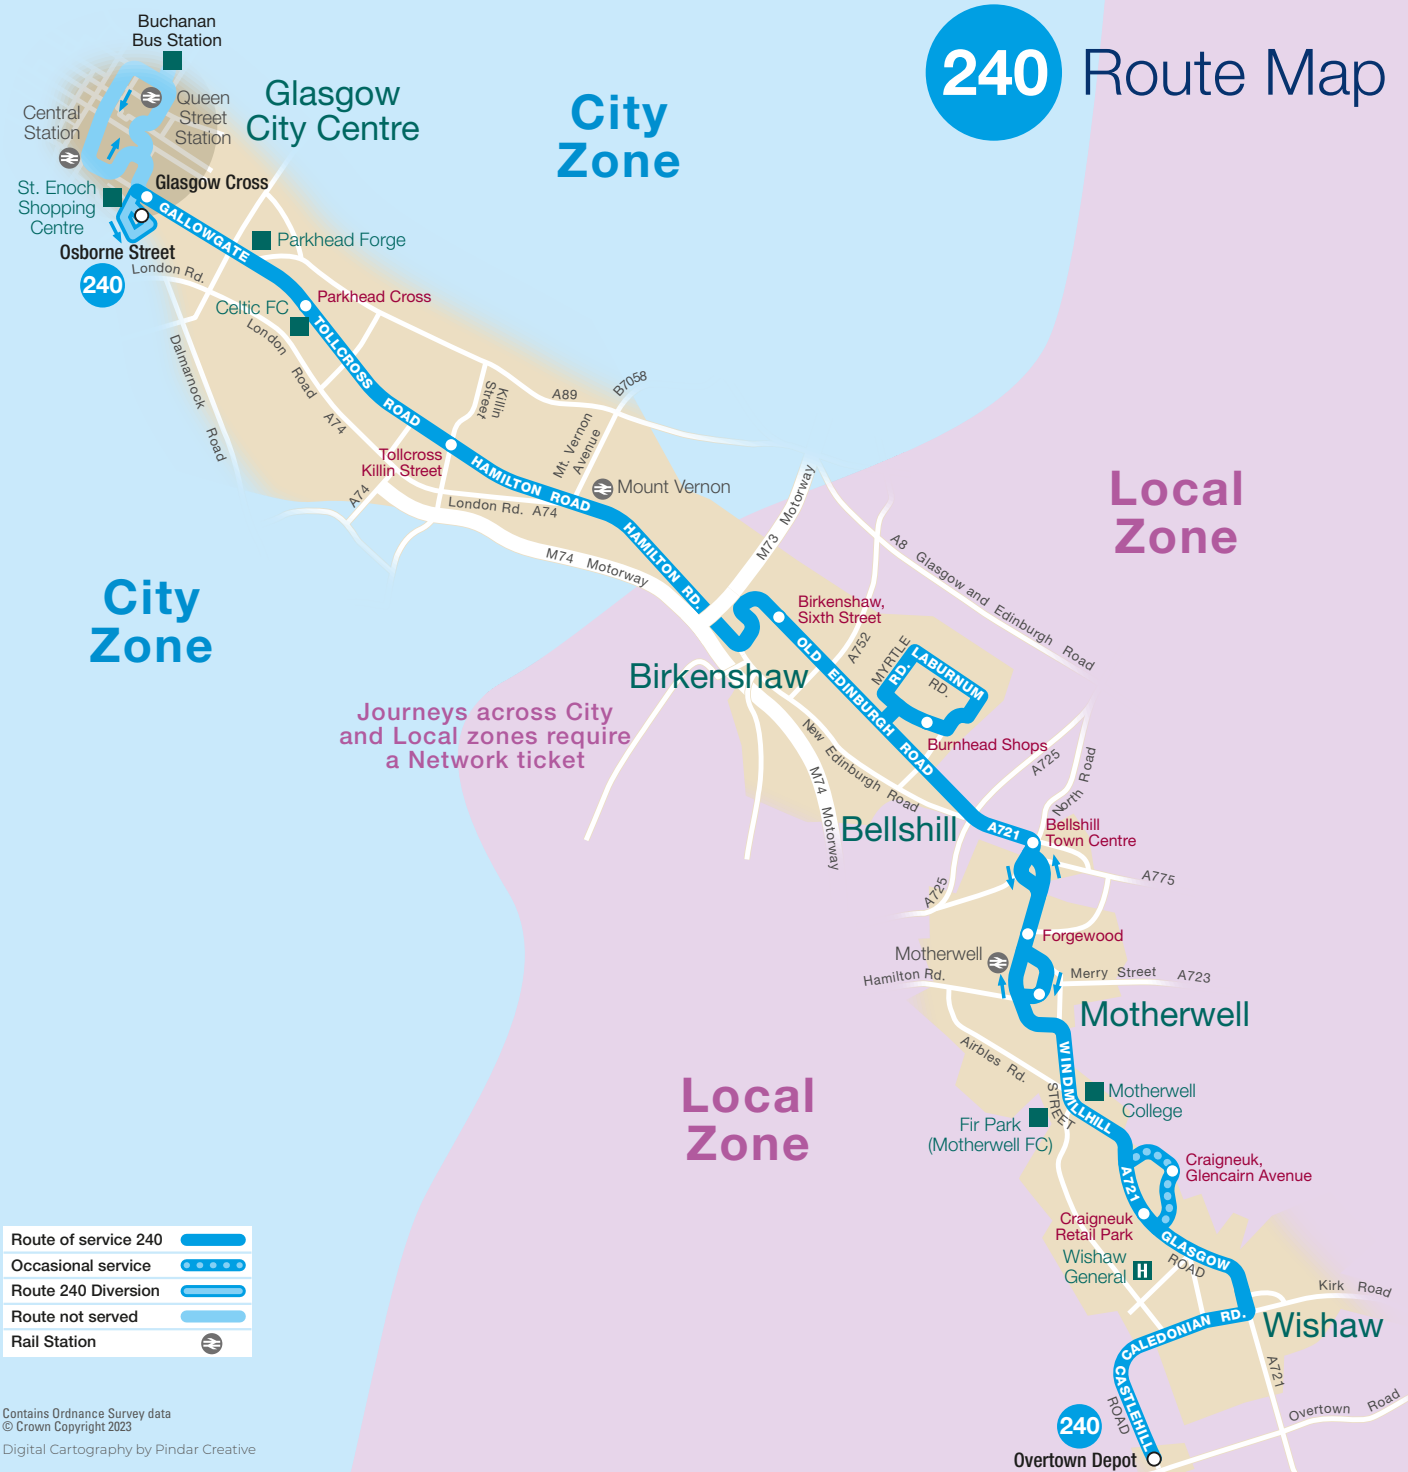 240 Route Map
Buchanan
Bus Station
Glasgow
City Centre
City
Zone
Central
Station
Queen
Street
Station
St. Enoch
Shopping
Centre
Glasgow Cross
Osborne Street
240
GALLOWGATE
Parkhead Forge
London Rd.
Celtic FC
Parkhead Cross
London Road A74
Dalmarnock Road
TOLLCROSS ROAD
Killin
Street
A89
B7058
Mt. Vernon
Avenue
Tollcross
Killin Street
A74
HAMILTON ROAD
Mount Vernon
London Rd. A74
M74 Motorway
HAMILTON RD.
M73 Motorway
Local
Zone
A8 Glasgow and Edinburgh Road
City
Zone
Birkenshaw,
Sixth Street
A752
MYRTLE
RD.
LABURNUM
RD.
Birkenshaw
OLD EDINBURGH ROAD
Burnhead Shops
Journeys across City
and Local zones require
a Network ticket
New Edinburgh Road
M74 Motorway
A725
North Road
Bellshill
A721
Bellshill
Town Centre
A775
A725
Forgewood
Motherwell
Hamilton Rd.
Merry Street A723
Motherwell
Airbles Rd.
WINDMILLHILL
STREET
Local
Zone
Motherwell
College
Fir Park
(Motherwell FC)
Craigneuk,
Glencairn Avenue
A721
Craigneuk
Retail Park
GLASGOW
ROAD
Wishaw
General
H
Kirk Road
Wishaw
CALEDONIAN RD.
A721
CASTLEHILL
ROAD
Overtown Road
240
Overtown Depot
Route of service 240
Occasional service
Route 240 Diversion
Route not served
Rail Station
Contains Ordnance Survey data
© Crown Copyright 2023
Digital Cartography by Pindar Creative